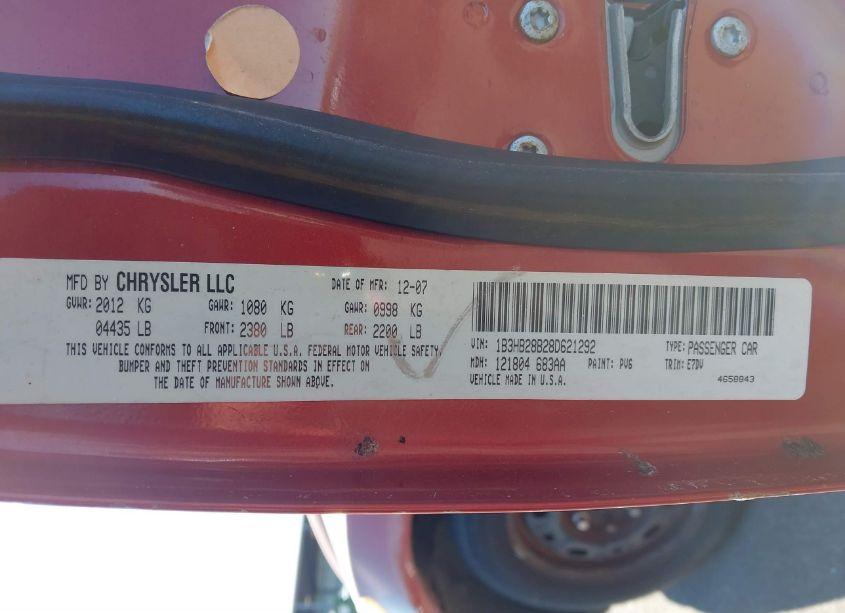 MFD BY CHRYSLER LLC DATE OF MFR: 12-07
GVWR: 2012 KG GAWR: 1080 KG GAWR: 0998 KG
04435 LB FRONT: 2380 LB REAR: 2200 LB
THIS VEHICLE CONFORMS TO ALL APPLICABLE U.S.A. FEDERAL MOTOR VEHICLE SAFETY,
BUMPER AND THEFT PREVENTION STANDARDS IN EFFECT ON
THE DATE OF MANUFACTURE SHOWN ABOVE.
VIN: 1B3HB28B28D621292 TYPE: PASSENGER CAR
MDH: 121804 683AA PAINT: PV6 TRIM: E7DV
VEHICLE MADE IN U.S.A. 4658843